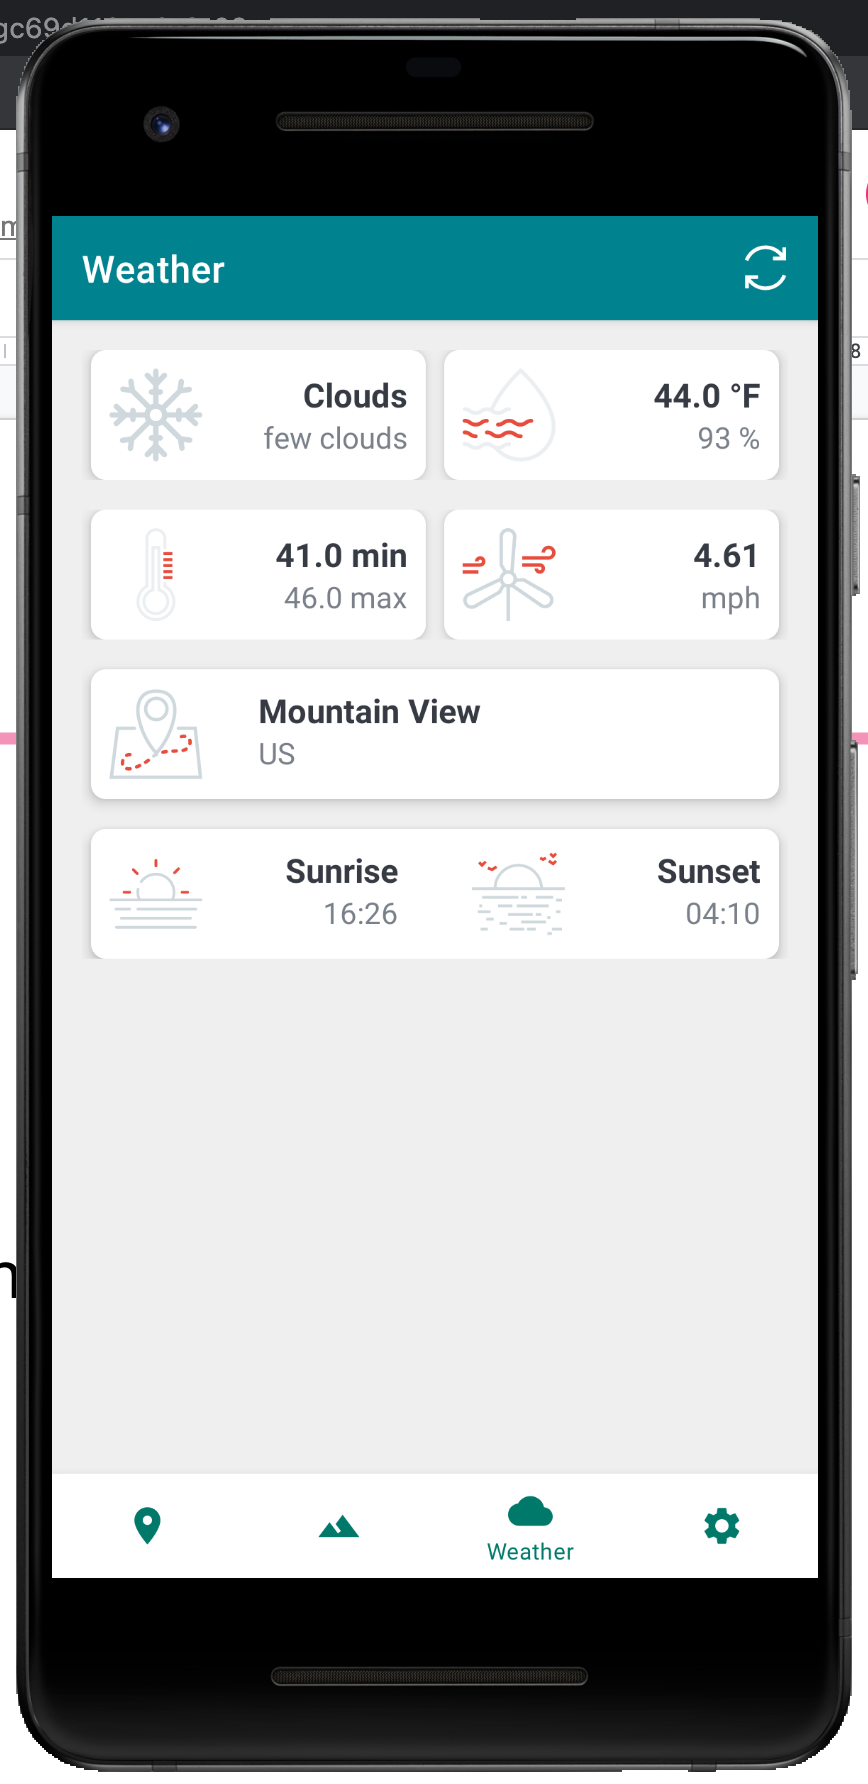 Weather
Clouds
few clouds
44.0 °F
93 %
41.0 min
46.0 max
4.61
mph
Mountain View
US
Sunrise
16:26
Sunset
04:10
Weather
8